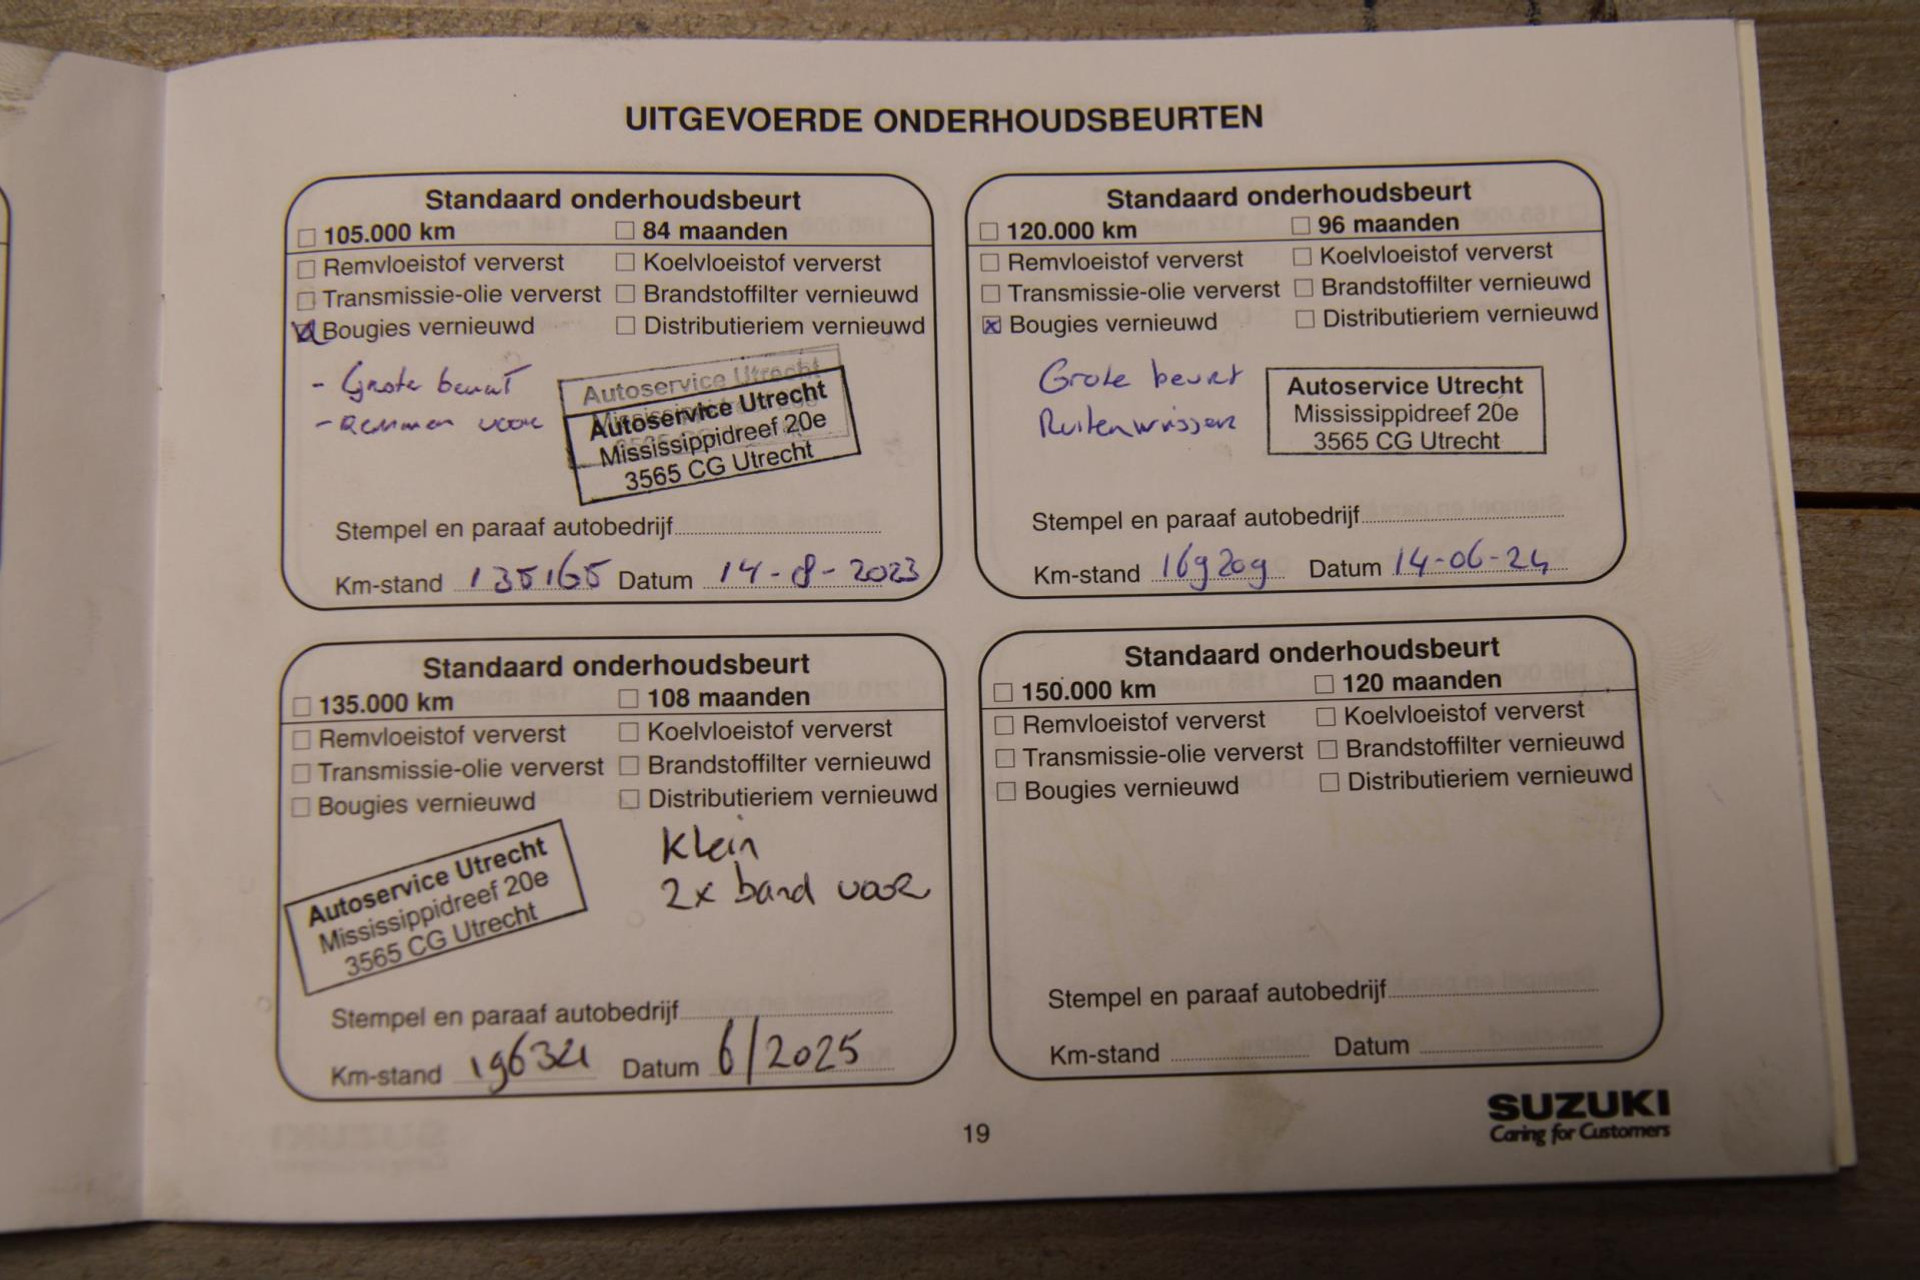 UITGEVOERDE ONDERHOUDSBEURTEN
Standaard onderhoudsbeurt
☐ 105.000 km ☐ 84 maanden
☐ Remvloeistof ververst ☐ Koelvloeistof ververst
☐ Transmissie-olie ververst ☐ Brandstoffilter vernieuwd
☑ Bougies vernieuwd ☐ Distributieriem vernieuwd
- Grote beurt
- Remmen voor
Autoservice Utrecht
Autoservice Utrecht
Mississippidreef 20e
3565 CG Utrecht
Stempel en paraaf autobedrijf
Km-stand 135165 Datum 14-8-2023
Standaard onderhoudsbeurt
☐ 120.000 km ☐ 96 maanden
☐ Remvloeistof ververst ☐ Koelvloeistof ververst
☐ Transmissie-olie ververst ☐ Brandstoffilter vernieuwd
☒ Bougies vernieuwd ☐ Distributieriem vernieuwd
Grote beurt
Ruitenwissers
Autoservice Utrecht
Mississippidreef 20e
3565 CG Utrecht
Stempel en paraaf autobedrijf
Km-stand 169209 Datum 14-06-24
Standaard onderhoudsbeurt
☐ 135.000 km ☐ 108 maanden
☐ Remvloeistof ververst ☐ Koelvloeistof ververst
☐ Transmissie-olie ververst ☐ Brandstoffilter vernieuwd
☐ Bougies vernieuwd ☐ Distributieriem vernieuwd
Klein
2x band voor
Autoservice Utrecht
Mississippidreef 20e
3565 CG Utrecht
Stempel en paraaf autobedrijf
Km-stand Datum 6/2025
Standaard onderhoudsbeurt
☐ 150.000 km ☐ 120 maanden
☐ Remvloeistof ververst ☐ Koelvloeistof ververst
☐ Transmissie-olie ververst ☐ Brandstoffilter vernieuwd
☐ Bougies vernieuwd ☐ Distributieriem vernieuwd
Stempel en paraaf autobedrijf
Km-stand Datum
19
SUZUKI
Caring for Customers